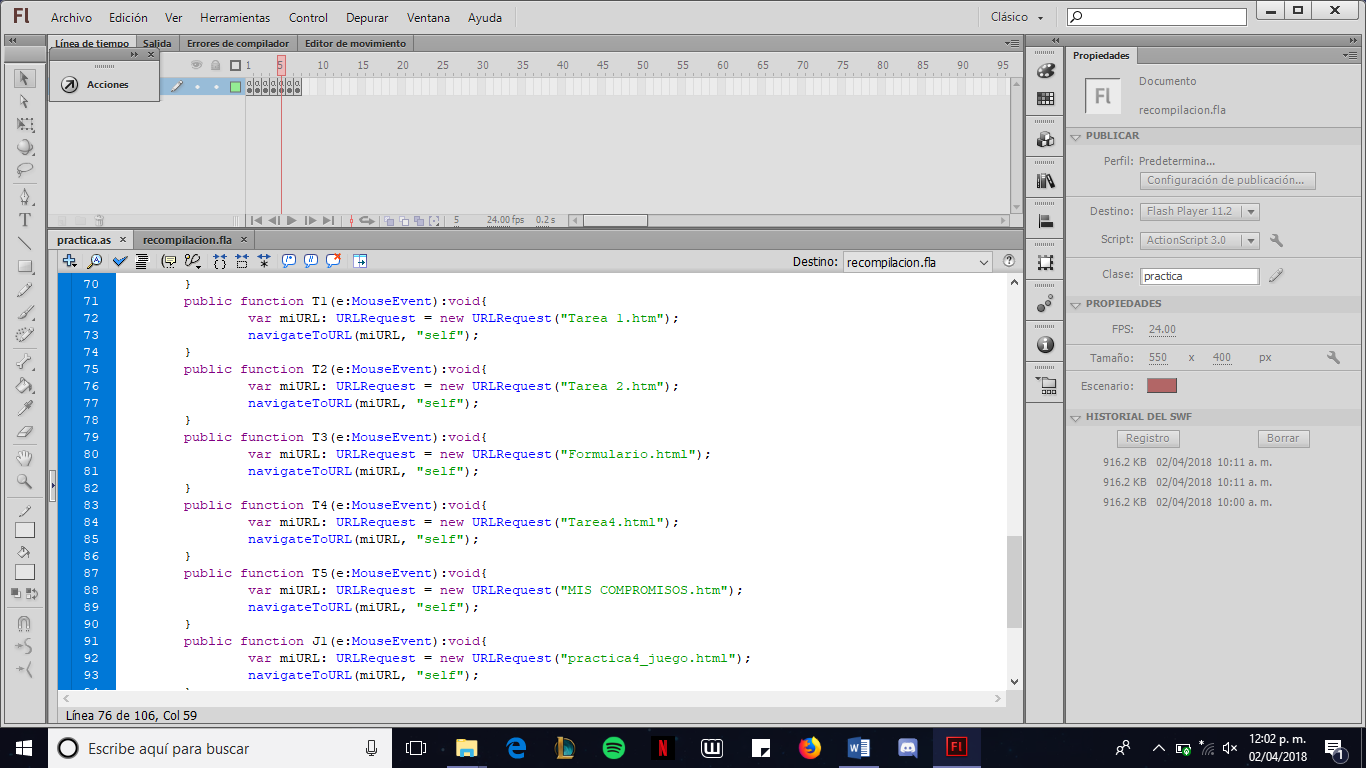 Fl Archivo Edición Ver Herramientas Control Depurar Ventana Ayuda Clásico
Línea de tiempo Salida Errores de compilador Editor de movimiento
Acciones
1 5 10 15 20 25 30 35 40 45 50 55 60 65 70 75 80 85 90 95
5 24.00 fps 0.2 s
practica.as recompilacion.fla
Destino: recompilacion.fla
70 }
71 public function T1(e:MouseEvent):void{
72 var miURL: URLRequest = new URLRequest("Tarea 1.htm");
73 navigateToURL(miURL, "self");
74 }
75 public function T2(e:MouseEvent):void{
76 var miURL: URLRequest = new URLRequest("Tarea 2.htm");
77 navigateToURL(miURL, "self");
78 }
79 public function T3(e:MouseEvent):void{
80 var miURL: URLRequest = new URLRequest("Formulario.html");
81 navigateToURL(miURL, "self");
82 }
83 public function T4(e:MouseEvent):void{
84 var miURL: URLRequest = new URLRequest("Tarea4.html");
85 navigateToURL(miURL, "self");
86 }
87 public function T5(e:MouseEvent):void{
88 var miURL: URLRequest = new URLRequest("MIS COMPROMISOS.htm");
89 navigateToURL(miURL, "self");
90 }
91 public function J1(e:MouseEvent):void{
92 var miURL: URLRequest = new URLRequest("practica4_juego.html");
93 navigateToURL(miURL, "self");
Línea 76 de 106, Col 59
Propiedades
Fl
Documento
recompilacion.fla
PUBLICAR
Perfil: Predetermina...
Configuración de publicación...
Destino: Flash Player 11.2
Script: ActionScript 3.0
Clase: practica
PROPIEDADES
FPS: 24.00
Tamaño: 550 x 400 px
Escenario:
HISTORIAL DEL SWF
Registro Borrar
916.2 KB 02/04/2018 10:11 a. m.
916.2 KB 02/04/2018 10:11 a. m.
916.2 KB 02/04/2018 10:00 a. m.
Escribe aquí para buscar
Fl
12:02 p. m.
02/04/2018
1